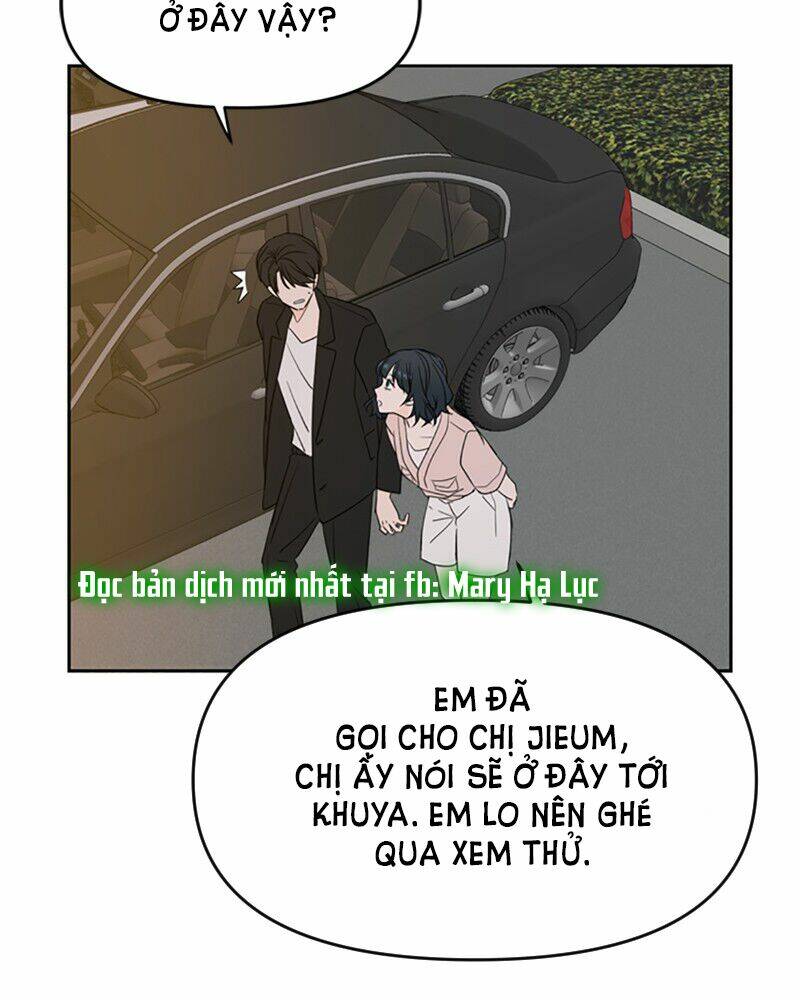 Ở ĐÂY VẬY?
Đọc bản dịch mới nhất tại fb: Mary Hạ Lục
EM ĐÃ
GỌI CHO CHỊ JIEUM,
CHỊ ẤY NÓI SẼ Ở ĐÂY TỚI
KHUYA. EM LO NÊN GHÉ
QUA XEM THỬ.